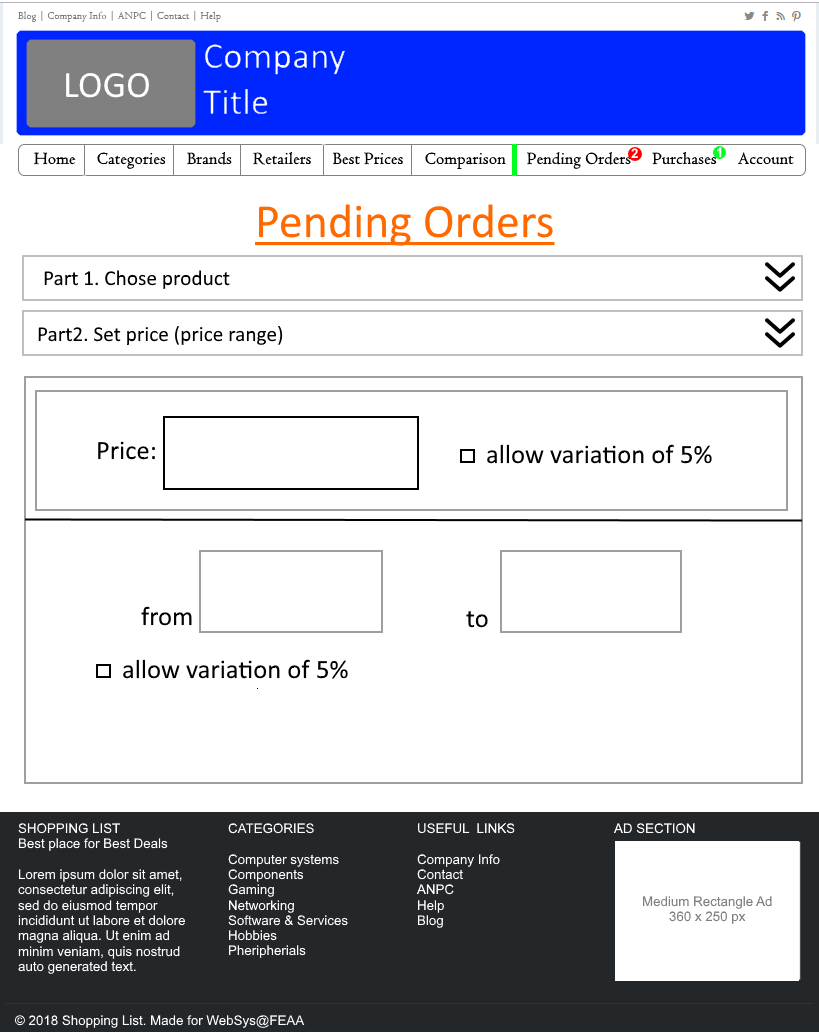 Blog | Company Info | ANPC | Contact | Help
LOGO
Company
Title
Home Categories Brands Retailers Best Prices Comparison Pending Orders 2 Purchases 1 Account
Pending Orders
Part 1. Chose product
Part2. Set price (price range)
Price: allow variation of 5%
from to
allow variation of 5%
SHOPPING LIST
Best place for Best Deals
Lorem ipsum dolor sit amet,
consectetur adipiscing elit,
sed do eiusmod tempor
incididunt ut labore et dolore
magna aliqua. Ut enim ad
minim veniam, quis nostrud
auto generated text.
CATEGORIES
Computer systems
Components
Gaming
Networking
Software & Services
Hobbies
Pheripherials
USEFUL LINKS
Company Info
Contact
ANPC
Help
Blog
AD SECTION
Medium Rectangle Ad
360 x 250 px
© 2018 Shopping List. Made for WebSys@FEAA